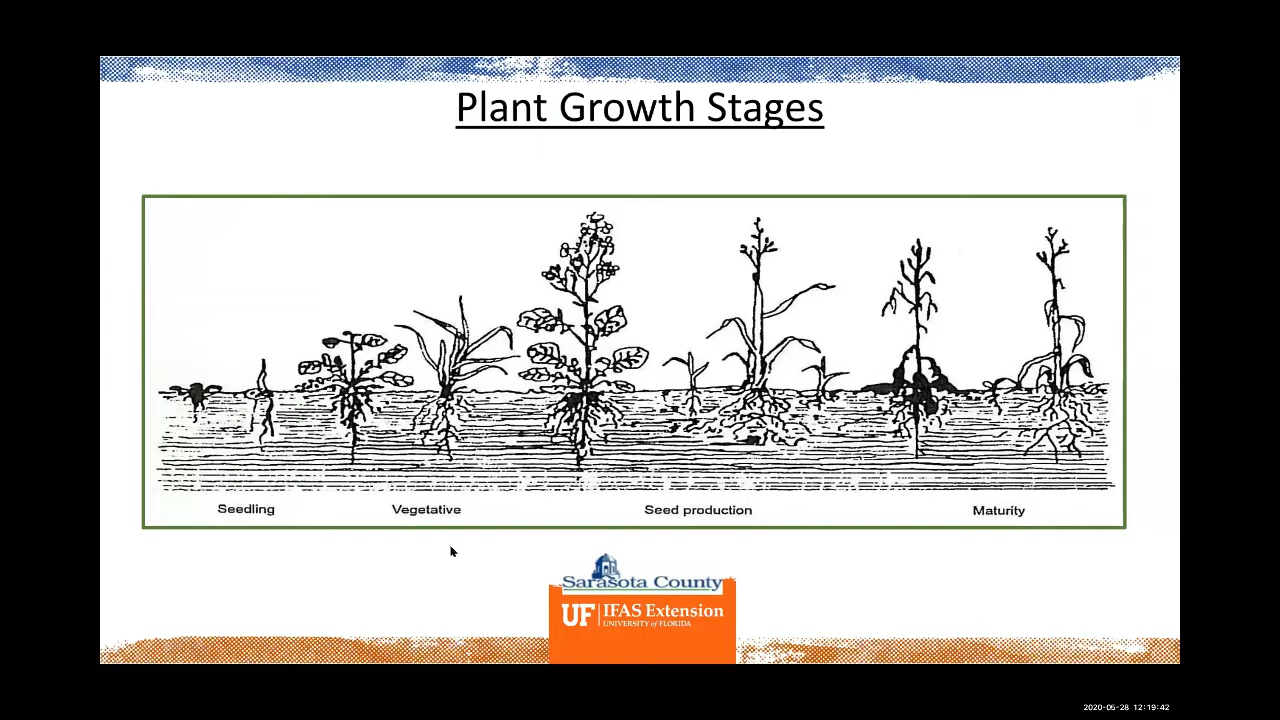 Plant Growth Stages
Seedling
Vegetative
Seed production
Maturity
Sarasota County
UF IFAS Extension
UNIVERSITY of FLORIDA
2020-05-28 12:19:42